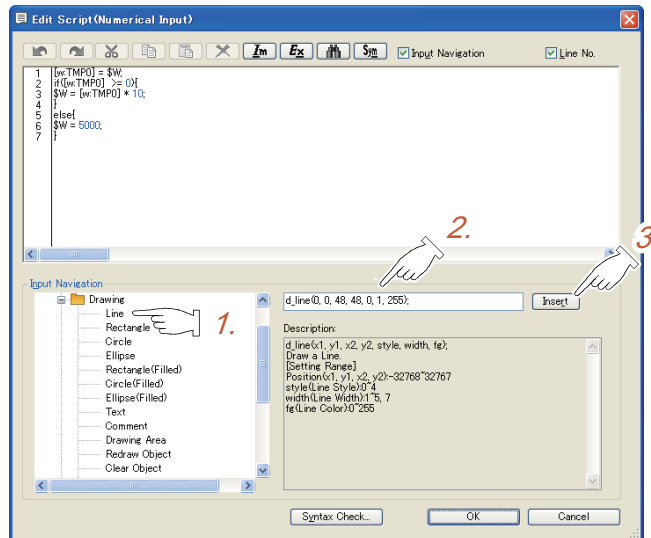 Edit Script(Numerical Input)
Im Ex Sym Input Navigation Line No.
1 [w:TMP0] = $W;
2 if([w:TMP0] >= 0){
3 $W = [w:TMP0] * 10;
4 }
5 else{
6 $W = 5000;
7 }
2.
3
Input Navigation
Drawing
Line
Rectangle
Circle
Ellipse
Rectangle(Filled)
Circle(Filled)
Ellipse(Filled)
Text
Comment
Drawing Area
Redraw Object
Clear Object
1.
d_line(0, 0, 48, 48, 0, 1, 255);
Insert
Description:
d_line(x1, y1, x2, y2, style, width, fg);
Draw a Line.
[Setting Range]
Position(x1, y1, x2, y2):-32768~32767
style(Line Style):0~4
width(Line Width):1~5, 7
fg(Line Color):0~255
Syntax Check...
OK
Cancel